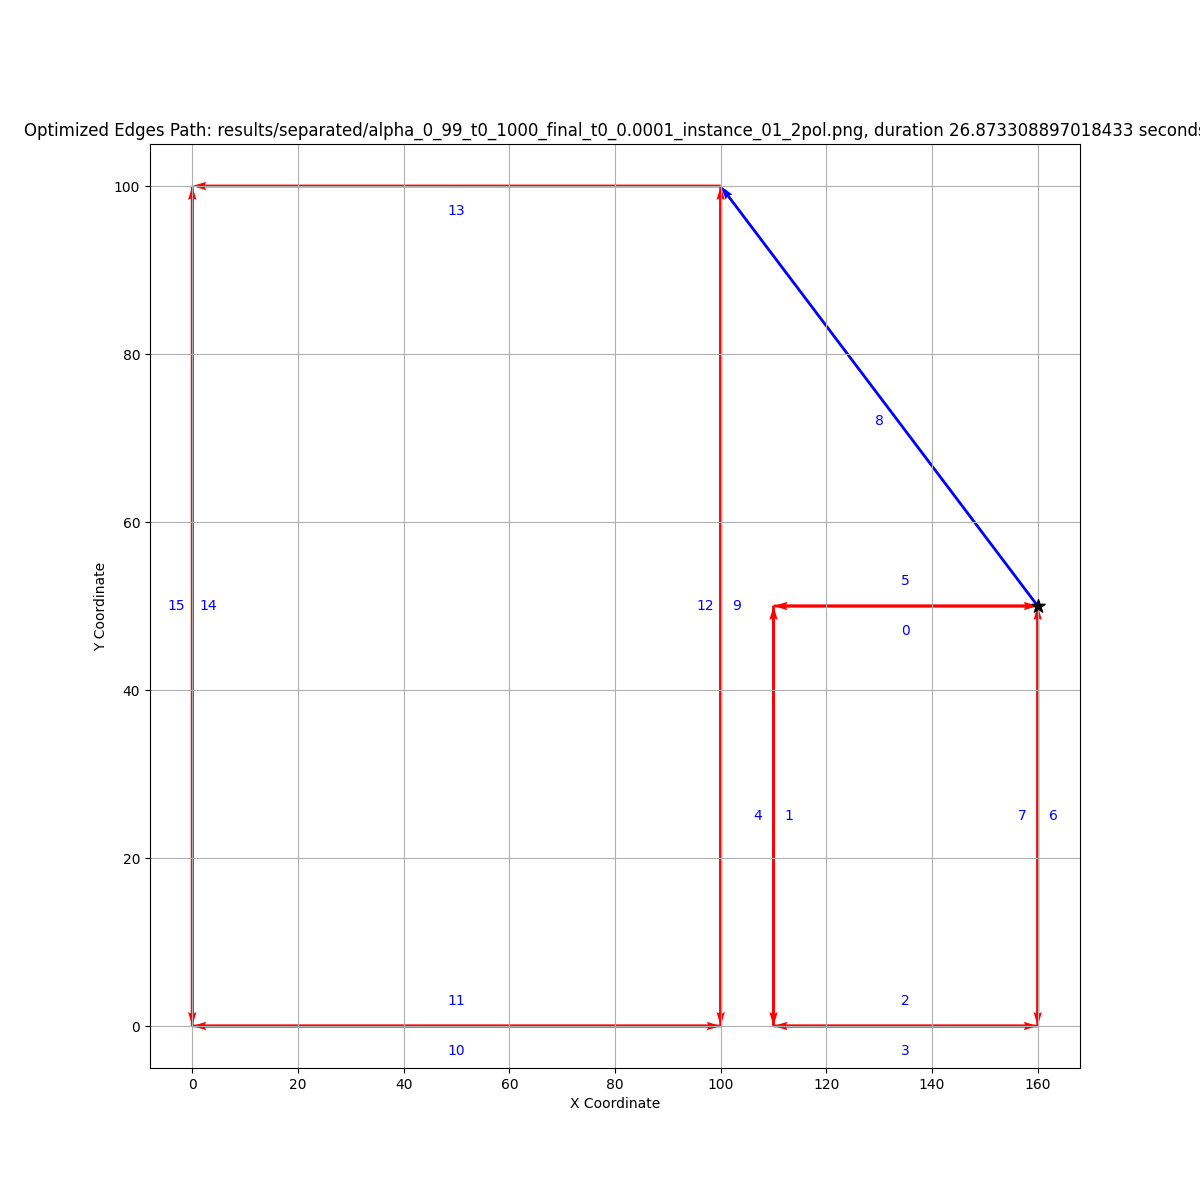 Optimized Edges Path: results/separated/alpha_0_99_t0_1000_final_t0_0.0001_instance_01_2pol.png, duration 26.873308897018433 seconds
100
13
80
8
60
5
15 14 12 9
0
Y Coordinate
40
4 1 7 6
20
11 2
0
10 3
0 20 40 60 80 100 120 140 160
X Coordinate